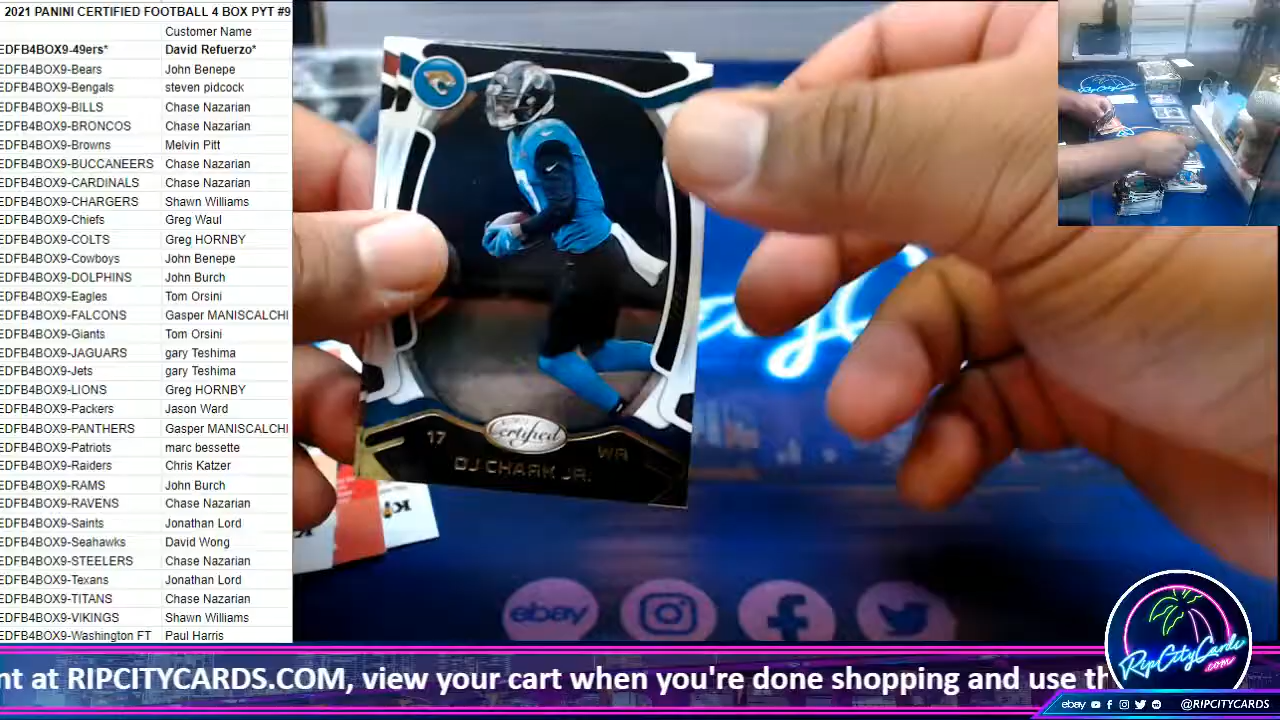 2021 PANINI CERTIFIED FOOTBALL 4 BOX PYT #9
Customer Name
EDFB4BOX9-49ers* David Refuerzo*
EDFB4BOX9-Bears John Benepe
EDFB4BOX9-Bengals steven pidcock
EDFB4BOX9-BILLS Chase Nazarian
EDFB4BOX9-BRONCOS Chase Nazarian
EDFB4BOX9-Browns Melvin Pitt
EDFB4BOX9-BUCCANEERS Chase Nazarian
EDFB4BOX9-CARDINALS Chase Nazarian
EDFB4BOX9-CHARGERS Shawn Williams
EDFB4BOX9-Chiefs Greg Waul
EDFB4BOX9-COLTS Greg HORNBY
EDFB4BOX9-Cowboys John Benepe
EDFB4BOX9-DOLPHINS John Burch
EDFB4BOX9-Eagles Tom Orsini
EDFB4BOX9-FALCONS Gasper MANISCALCHI
EDFB4BOX9-Giants Tom Orsini
EDFB4BOX9-JAGUARS gary Teshima
EDFB4BOX9-Jets gary Teshima
EDFB4BOX9-LIONS Greg HORNBY
EDFB4BOX9-Packers Jason Ward
EDFB4BOX9-PANTHERS Gasper MANISCALCHI
EDFB4BOX9-Patriots marc bessette
EDFB4BOX9-Raiders Chris Katzer
EDFB4BOX9-RAMS John Burch
EDFB4BOX9-RAVENS Chase Nazarian
EDFB4BOX9-Saints Jonathan Lord
EDFB4BOX9-Seahawks David Wong
EDFB4BOX9-STEELERS Chase Nazarian
EDFB4BOX9-Texans Jonathan Lord
EDFB4BOX9-TITANS Chase Nazarian
EDFB4BOX9-VIKINGS Shawn Williams
EDFB4BOX9-Washington FT Paul Harris
17 Certified WR
DJ CHARK JR.
ebay
nt at RIPCITYCARDS.COM, view your cart when you're done shopping and use th
RipCityCards
.com
ebay @RIPCITYCARDS